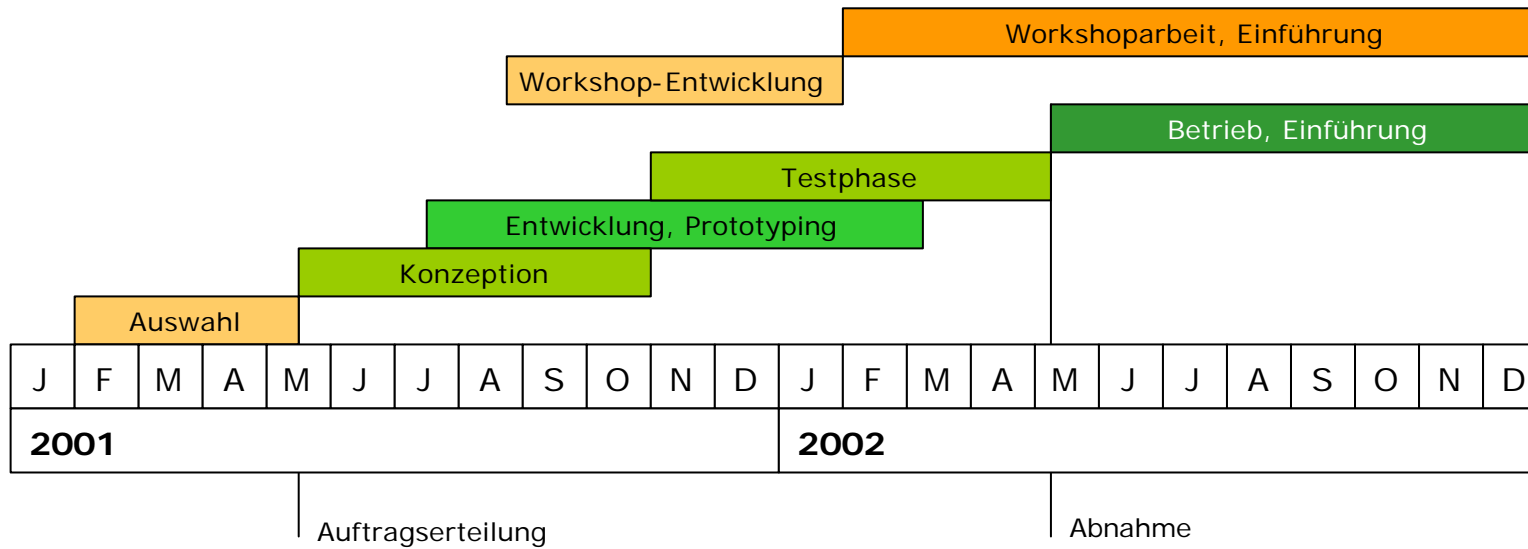 Workshoparbeit, Einführung
Workshop-Entwicklung
Betrieb, Einführung
Testphase
Entwicklung, Prototyping
Konzeption
Auswahl
J F M A M J J A S O N D J F M A M J J A S O N D
2001 2002
Auftragserteilung Abnahme